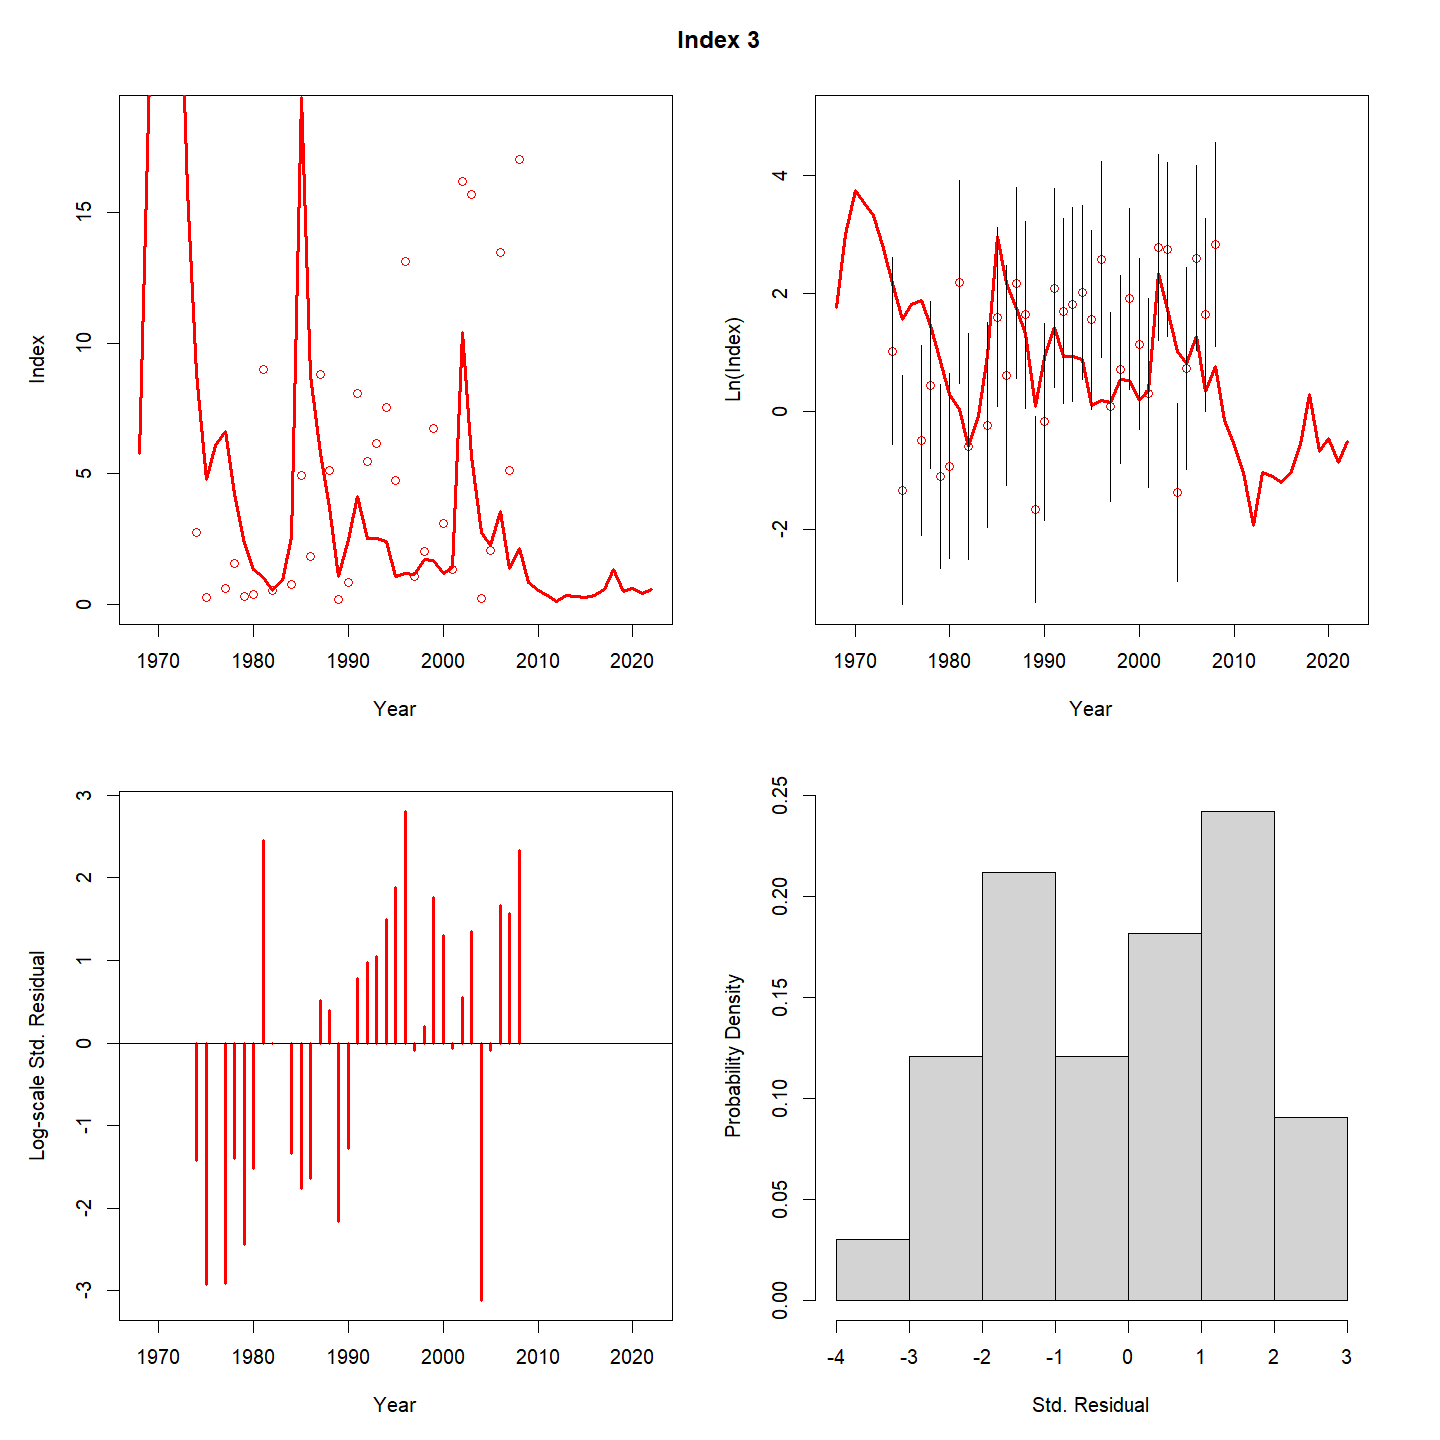 Index 3
Index
15
10
5
0
1970 1980 1990 2000 2010 2020
Year
Ln(Index)
4
2
0
-2
1970 1980 1990 2000 2010 2020
Year
Log-scale Std. Residual
3
2
1
0
-1
-2
-3
1970 1980 1990 2000 2010 2020
Year
Probability Density
0.25
0.20
0.15
0.10
0.05
0.00
-4 -3 -2 -1 0 1 2 3
Std. Residual